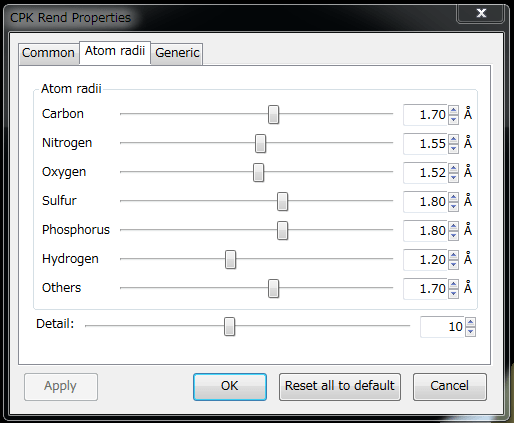 CPK Rend Properties
Common Atom radii Generic
Atom radii
Carbon 1.70 Å
Nitrogen 1.55 Å
Oxygen 1.52 Å
Sulfur 1.80 Å
Phosphorus 1.80 Å
Hydrogen 1.20 Å
Others 1.70 Å
Detail: 10
Apply OK Reset all to default Cancel